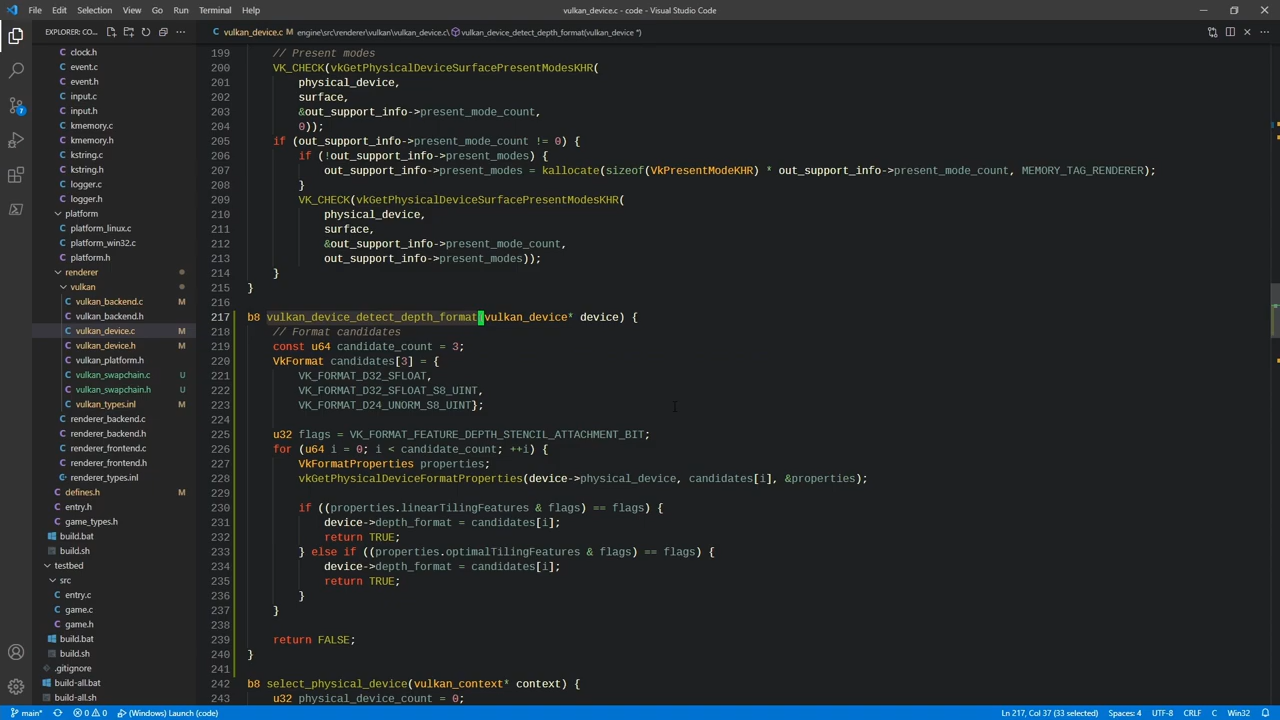 File Edit Selection View Go Run Terminal Help
vulkan_device.c - code - Visual Studio Code
EXPLORER: CO...
clock.h
event.c
event.h
input.c
input.h
kmemory.c
kmemory.h
kstring.c
kstring.h
logger.c
logger.h
platform
platform_linux.c
platform_win32.c
platform.h
renderer
vulkan
vulkan_backend.c M
vulkan_backend.h
vulkan_device.c M
vulkan_device.h M
vulkan_platform.h
vulkan_swapchain.c U
vulkan_swapchain.h U
vulkan_types.inl M
renderer_backend.c
renderer_backend.h
renderer_frontend.c
renderer_frontend.h
renderer_types.inl
defines.h M
entry.h
game_types.h
build.bat
build.sh
testbed
src
entry.c
game.c
game.h
build.bat
build.sh
.gitignore
build-all.bat
build-all.sh
7
vulkan_device.c M
engine\src\renderer\vulkan\vulkan_device.c\vulkan_device_detect_depth_format(vulkan_device *)
199 // Present modes
200 VK_CHECK(vkGetPhysicalDeviceSurfacePresentModesKHR(
201 physical_device,
202 surface,
203 &out_support_info->present_mode_count,
204 0));
205 if (out_support_info->present_mode_count != 0) {
206 if (!out_support_info->present_modes) {
207 out_support_info->present_modes = kallocate(sizeof(VkPresentModeKHR) * out_support_info->present_mode_count, MEMORY_TAG_RENDERER);
208 }
209 VK_CHECK(vkGetPhysicalDeviceSurfacePresentModesKHR(
210 physical_device,
211 surface,
212 &out_support_info->present_mode_count,
213 out_support_info->present_modes));
214 }
215 }
216
217 b8 vulkan_device_detect_depth_format(vulkan_device* device) {
218 // Format candidates
219 const u64 candidate_count = 3;
220 VkFormat candidates[3] = {
221 VK_FORMAT_D32_SFLOAT,
222 VK_FORMAT_D32_SFLOAT_S8_UINT,
223 VK_FORMAT_D24_UNORM_S8_UINT};
224
225 u32 flags = VK_FORMAT_FEATURE_DEPTH_STENCIL_ATTACHMENT_BIT;
226 for (u64 i = 0; i < candidate_count; ++i) {
227 VkFormatProperties properties;
228 vkGetPhysicalDeviceFormatProperties(device->physical_device, candidates[i], &properties);
229
230 if ((properties.linearTilingFeatures & flags) == flags) {
231 device->depth_format = candidates[i];
232 return TRUE;
233 } else if ((properties.optimalTilingFeatures & flags) == flags) {
234 device->depth_format = candidates[i];
235 return TRUE;
236 }
237 }
238
239 return FALSE;
240 }
241
242 b8 select_physical_device(vulkan_context* context) {
243 u32 physical_device_count = 0;
main* 0 0 (Windows) Launch (code)
Ln 217, Col 37 (33 selected) Spaces: 4 UTF-8 CRLF C Win32